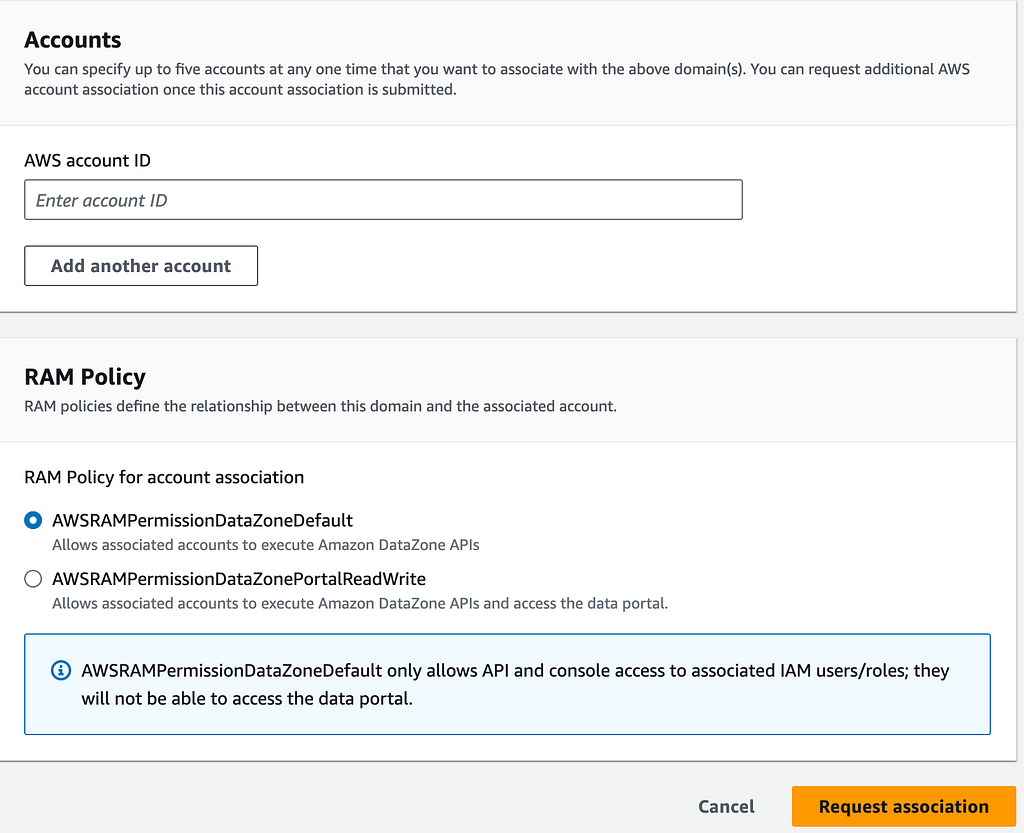 Accounts
You can specify up to five accounts at any one time that you want to associate with the above domain(s). You can request additional AWS
account association once this account association is submitted.
AWS account ID
Enter account ID
Add another account
RAM Policy
RAM policies define the relationship between this domain and the associated account.
RAM Policy for account association
AWSRAMPermissionDataZoneDefault
Allows associated accounts to execute Amazon DataZone APIs
AWSRAMPermissionDataZonePortalReadWrite
Allows associated accounts to execute Amazon DataZone APIs and access the data portal.
AWSRAMPermissionDataZoneDefault only allows API and console access to associated IAM users/roles; they
will not be able to access the data portal.
Cancel
Request association